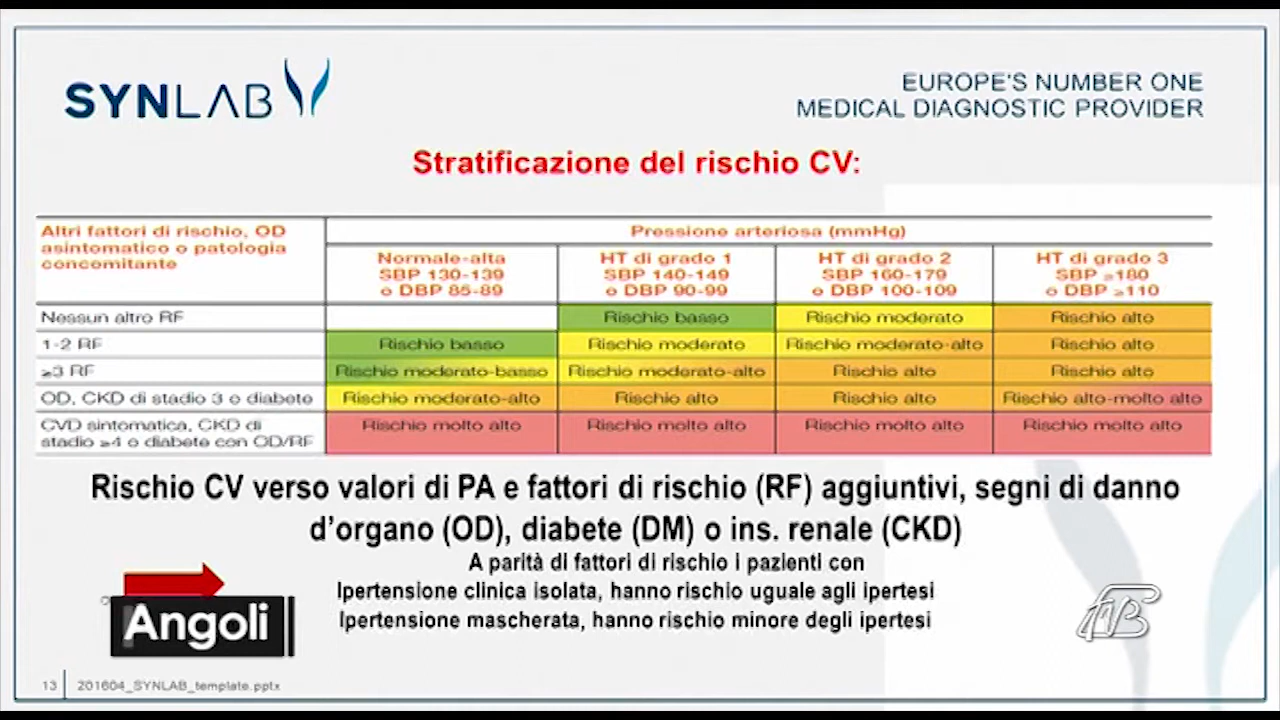 SYNLAB
EUROPE'S NUMBER ONE
MEDICAL DIAGNOSTIC PROVIDER
Stratificazione del rischio CV:
Altri fattori di rischio, OD
asintomatico o patologia
concomitante
Pressione arteriosa (mmHg)
Normale-alta
SBP 130-139
o DBP 85-89
HT di grado 1
SBP 140-149
o DBP 90-99
HT di grado 2
SBP 160-179
o DBP 100-109
HT di grado 3
SBP ≥180
o DBP ≥110
Nessun altro RF
Rischio basso
Rischio moderato
Rischio alto
1-2 RF
Rischio basso
Rischio moderato
Rischio moderato-alto
Rischio alto
≥3 RF
Rischio moderato-basso
Rischio moderato-alto
Rischio alto
Rischio alto
OD, CKD di stadio 3 o diabete
Rischio moderato-alto
Rischio alto
Rischio alto
Rischio alto-molto alto
CVD sintomatica, CKD di
stadio ≥4 o diabete con OD/RF
Rischio molto alto
Rischio molto alto
Rischio molto alto
Rischio molto alto
Rischio CV verso valori di PA e fattori di rischio (RF) aggiuntivi, segni di danno
d'organo (OD), diabete (DM) o ins. renale (CKD)
A parità di fattori di rischio i pazienti con
Ipertensione clinica isolata, hanno rischio uguale agli ipertesi
Ipertensione mascherata, hanno rischio minore degli ipertesi
Angoli
13
201604_SYNLAB_template.pptx